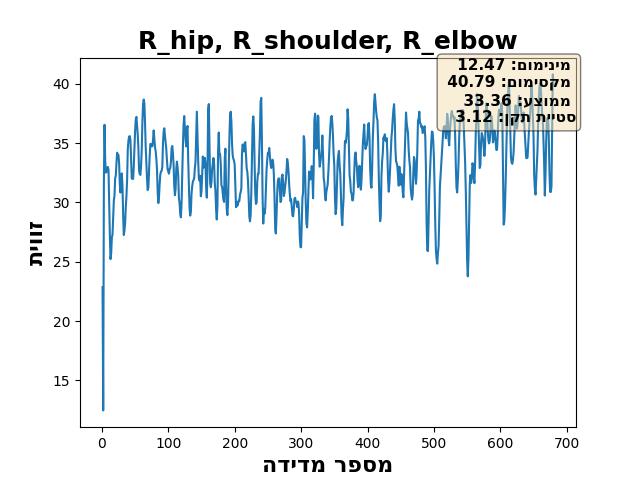 R_hip, R_shoulder, R_elbow
מינימום: 12.47
מקסימום: 40.79
ממוצע: 33.36
סטיית תקן: 3.12
זווית
40
35
30
25
20
15
0 100 200 300 400 500 600 700
מספר מדידה